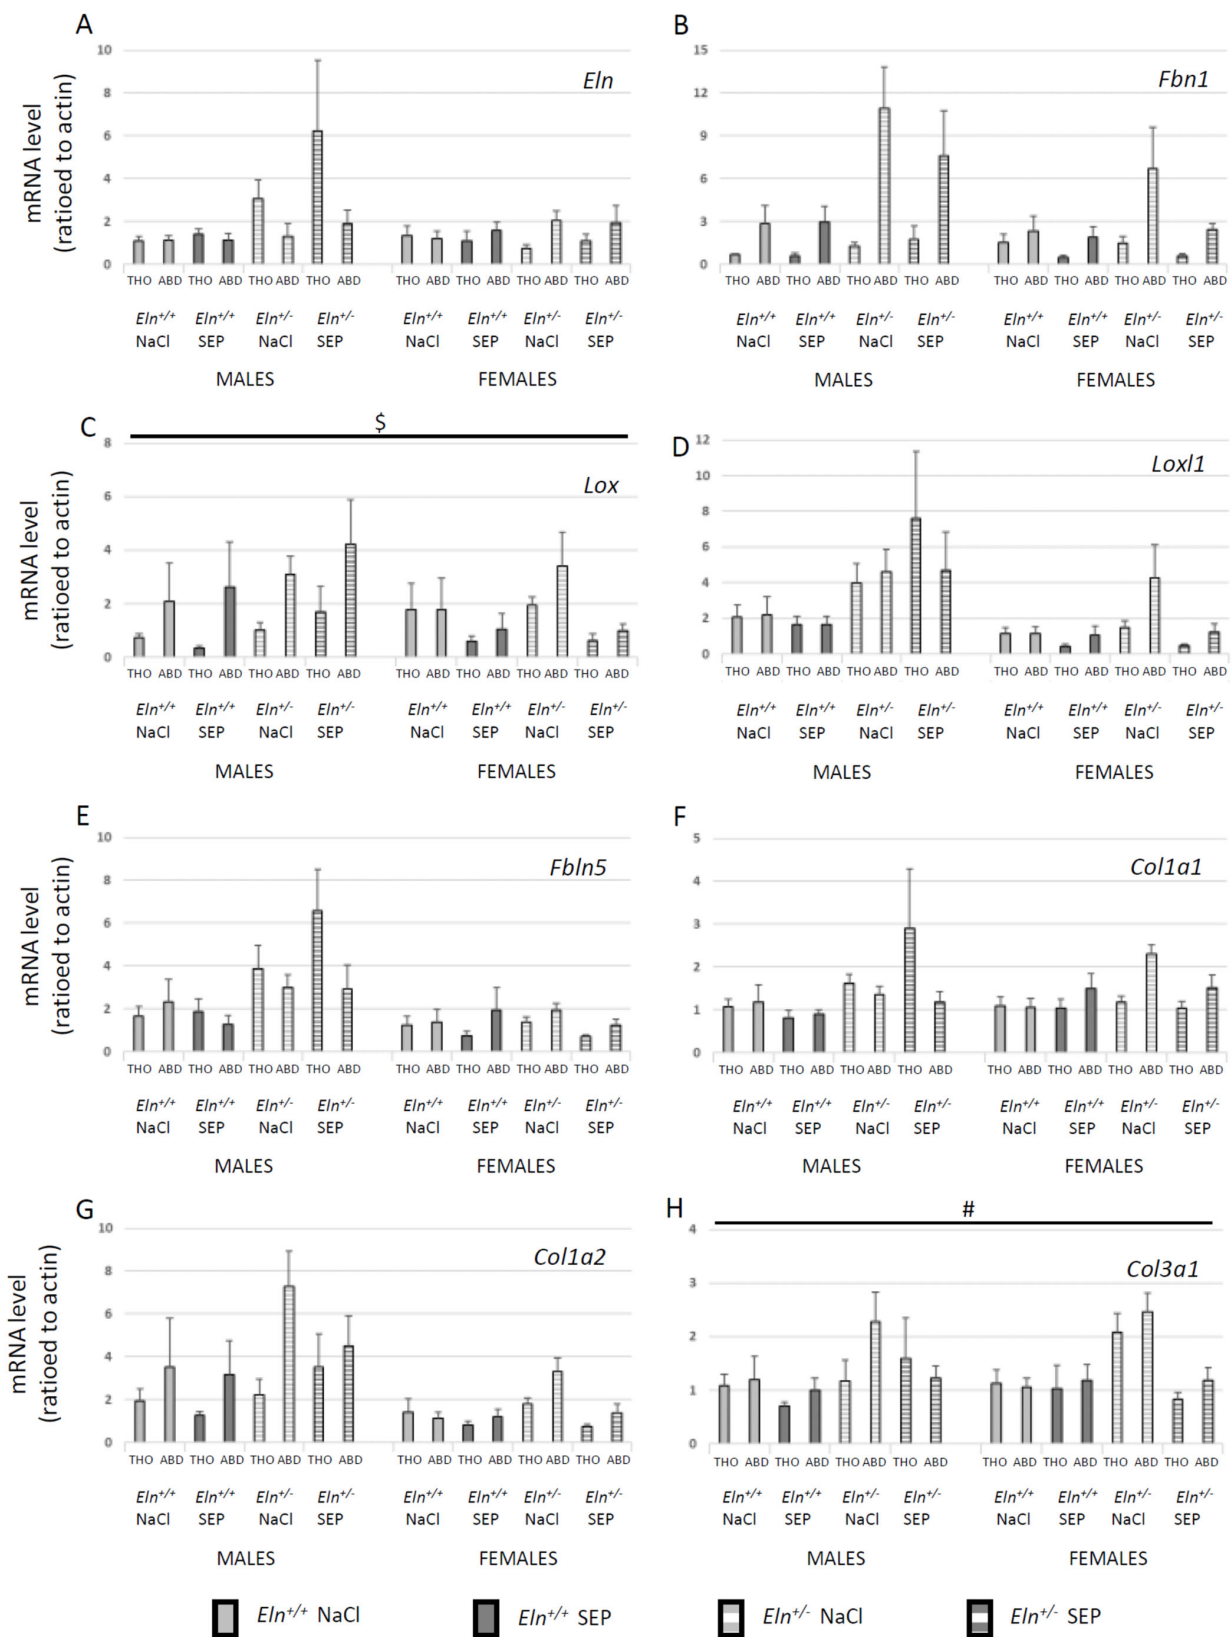 A
B
mRNA level
(ratioed to actin)
10
8
6
4
2
0
Eln
THO ABD THO ABD THO ABD THO ABD THO ABD THO ABD THO ABD THO ABD
Eln+/+ Eln+/+ Eln+/- Eln+/- Eln+/+ Eln+/+ Eln+/- Eln+/-
NaCl SEP NaCl SEP NaCl SEP NaCl SEP
MALES FEMALES
15
12
9
6
3
0
Fbn1
THO ABD THO ABD THO ABD THO ABD THO ABD THO ABD THO ABD THO ABD
Eln+/+ Eln+/+ Eln+/- Eln+/- Eln+/+ Eln+/+ Eln+/- Eln+/-
NaCl SEP NaCl SEP NaCl SEP NaCl SEP
MALES FEMALES
C
$
mRNA level
(ratioed to actin)
8
6
4
2
0
Lox
THO ABD THO ABD THO ABD THO ABD THO ABD THO ABD THO ABD THO ABD
Eln+/+ Eln+/+ Eln+/- Eln+/- Eln+/+ Eln+/+ Eln+/- Eln+/-
NaCl SEP NaCl SEP NaCl SEP NaCl SEP
MALES FEMALES
D
12
10
8
6
4
2
0
Loxl1
THO ABD THO ABD THO ABD THO ABD THO ABD THO ABD THO ABD THO ABD
Eln+/+ Eln+/+ Eln+/- Eln+/- Eln+/+ Eln+/+ Eln+/- Eln+/-
NaCl SEP NaCl SEP NaCl SEP NaCl SEP
MALES FEMALES
E
mRNA level
(ratioed to actin)
10
8
6
4
2
0
Fbln5
THO ABD THO ABD THO ABD THO ABD THO ABD THO ABD THO ABD THO ABD
Eln+/+ Eln+/+ Eln+/- Eln+/- Eln+/+ Eln+/+ Eln+/- Eln+/-
NaCl SEP NaCl SEP NaCl SEP NaCl SEP
MALES FEMALES
F
5
4
3
2
1
0
Col1a1
THO ABD THO ABD THO ABD THO ABD THO ABD THO ABD THO ABD THO ABD
Eln+/+ Eln+/+ Eln+/- Eln+/- Eln+/+ Eln+/+ Eln+/- Eln+/-
NaCl SEP NaCl SEP NaCl SEP NaCl SEP
MALES FEMALES
G
mRNA level
(ratioed to actin)
10
8
6
4
2
0
Col1a2
THO ABD THO ABD THO ABD THO ABD THO ABD THO ABD THO ABD THO ABD
Eln+/+ Eln+/+ Eln+/- Eln+/- Eln+/+ Eln+/+ Eln+/- Eln+/-
NaCl SEP NaCl SEP NaCl SEP NaCl SEP
MALES FEMALES
H
#
4
3
2
1
0
Col3a1
THO ABD THO ABD THO ABD THO ABD THO ABD THO ABD THO ABD THO ABD
Eln+/+ Eln+/+ Eln+/- Eln+/- Eln+/+ Eln+/+ Eln+/- Eln+/-
NaCl SEP NaCl SEP NaCl SEP NaCl SEP
MALES FEMALES
Eln+/+ NaCl Eln+/+ SEP Eln+/- NaCl Eln+/- SEP